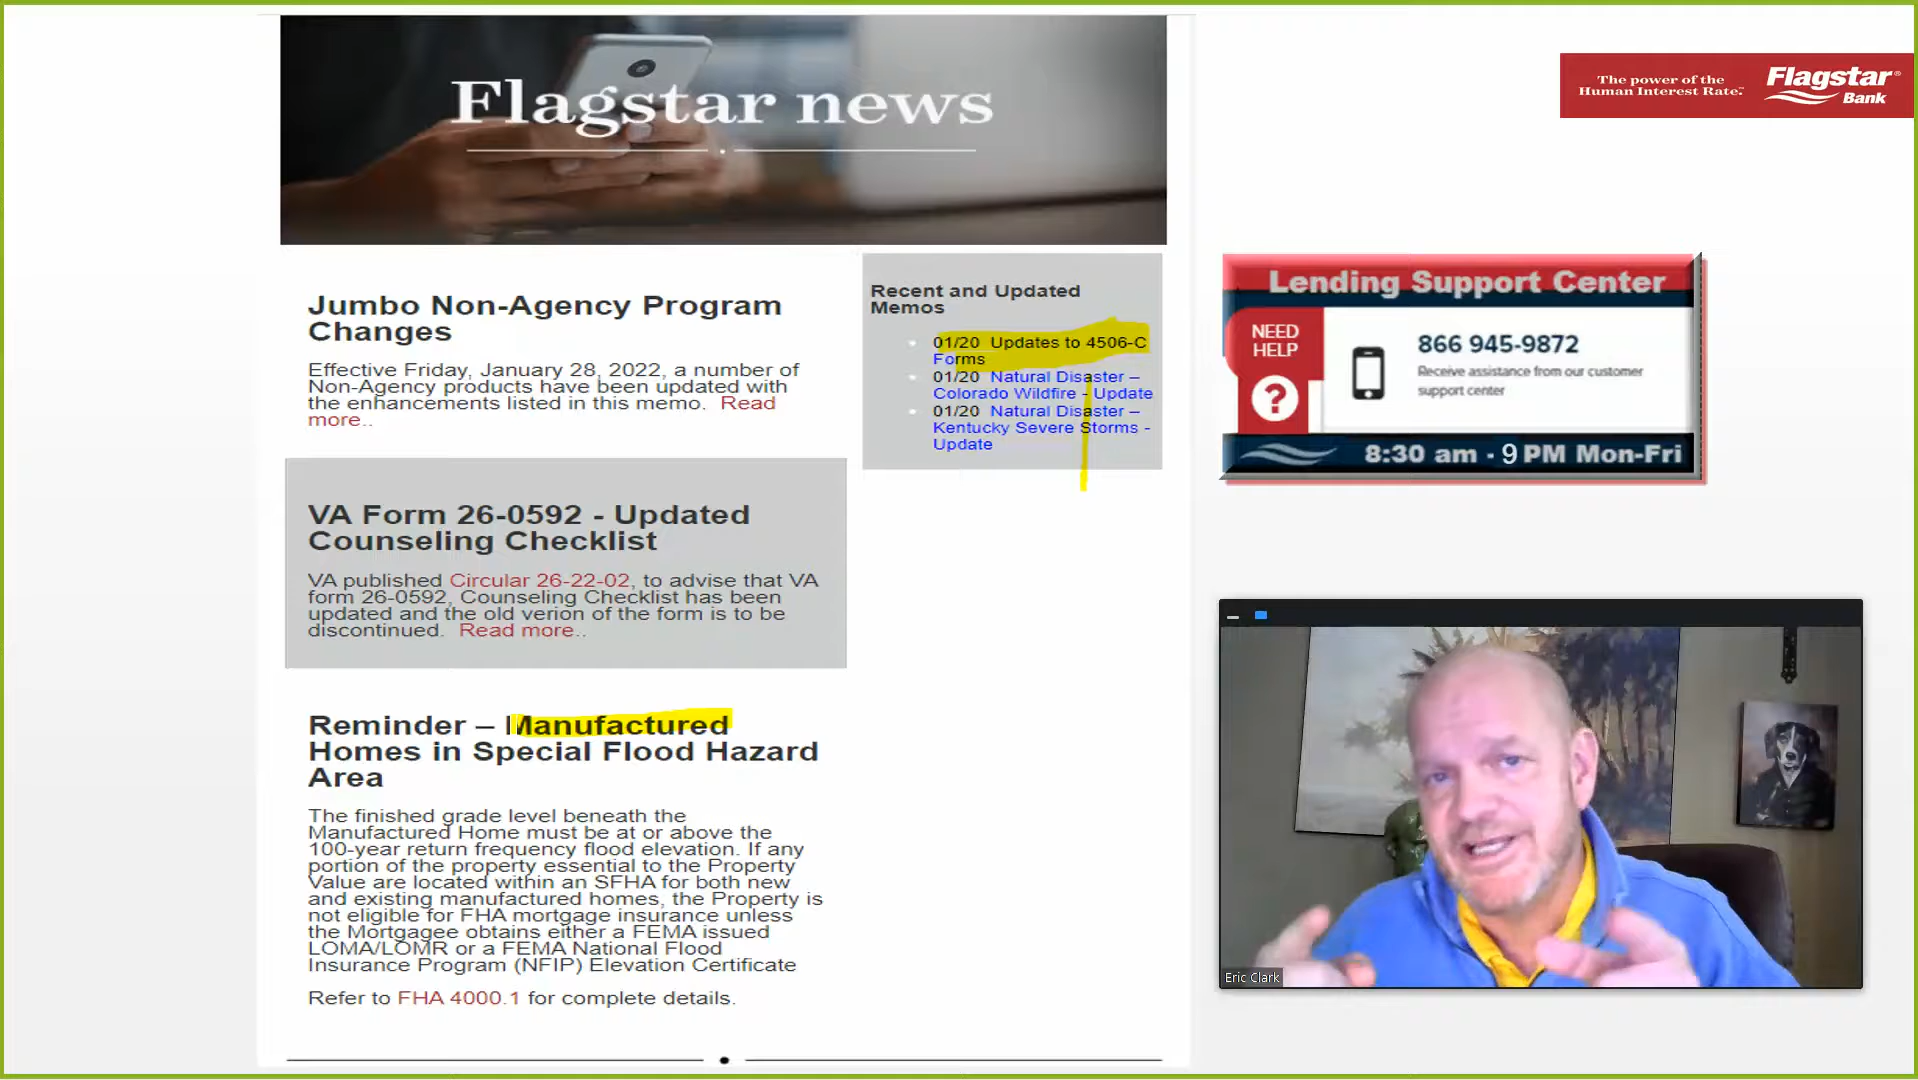 Flagstar news
The power of the
Human Interest Rate.
Flagstar
Bank
Jumbo Non-Agency Program
Changes
Effective Friday, January 28, 2022, a number of
Non-Agency products have been updated with
the enhancements listed in this memo. Read
more..
Recent and Updated
Memos
01/20 Updates to 4506-C
Forms
01/20 Natural Disaster –
Colorado Wildfire - Update
01/20 Natural Disaster –
Kentucky Severe Storms -
Update
Lending Support Center
NEED
HELP
?
866 945-9872
Receive assistance from our customer
support center
8:30 am - 9 PM Mon-Fri
VA Form 26-0592 - Updated
Counseling Checklist
VA published Circular 26-22-02, to advise that VA
form 26-0592, Counseling Checklist has been
updated and the old verion of the form is to be
discontinued. Read more..
Reminder – Manufactured
Homes in Special Flood Hazard
Area
The finished grade level beneath the
Manufactured Home must be at or above the
100-year return frequency flood elevation. If any
portion of the property essential to the Property
Value are located within an SFHA for both new
and existing manufactured homes, the Property is
not eligible for FHA mortgage insurance unless
the Mortgagee obtains either a FEMA issued
LOMA/LOMR or a FEMA National Flood
Insurance Program (NFIP) Elevation Certificate
Refer to FHA 4000.1 for complete details.
Eric Clark